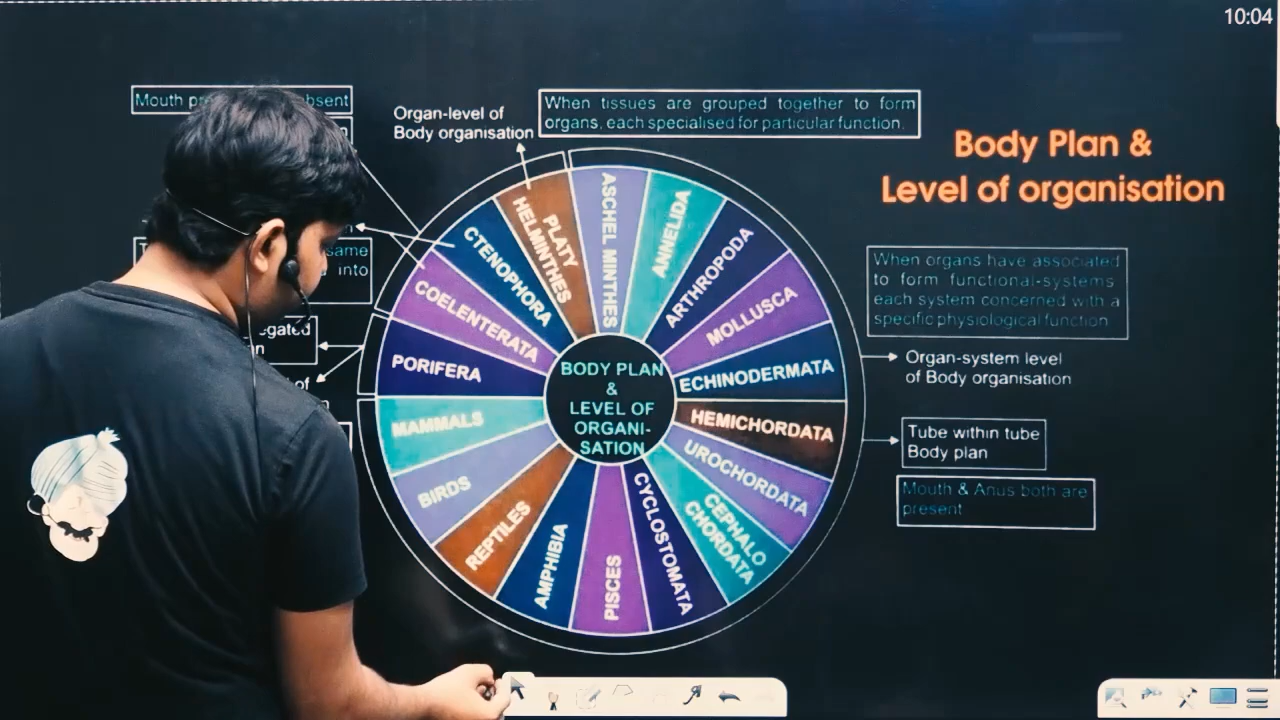 10:04
Mouth absent
Organ-level of
Body organisation
When tissues are grouped together to form
organs, each specialised for particular function.
Body Plan &
Level of organisation
same
into
egated
of
When organs have associated
to form functional-systems
each system concerned with a
specific physiological function
Organ-system level
of Body organisation
Tube within tube
Body plan
Mouth & Anus both are
present
BODY PLAN
&
LEVEL OF
ORGANI-
SATION
PLATY
HELMINTHES
ASCHEL MINTHES
ANNELIDA
ARTHROPODA
MOLLUSCA
ECHINODERMATA
HEMICHORDATA
UROCHORDATA
CEPHALO
CHORDATA
CYCLOSTOMATA
PISCES
AMPHIBIA
REPTILES
BIRDS
MAMMALS
PORIFERA
COELENTERATA
CTENOPHORA